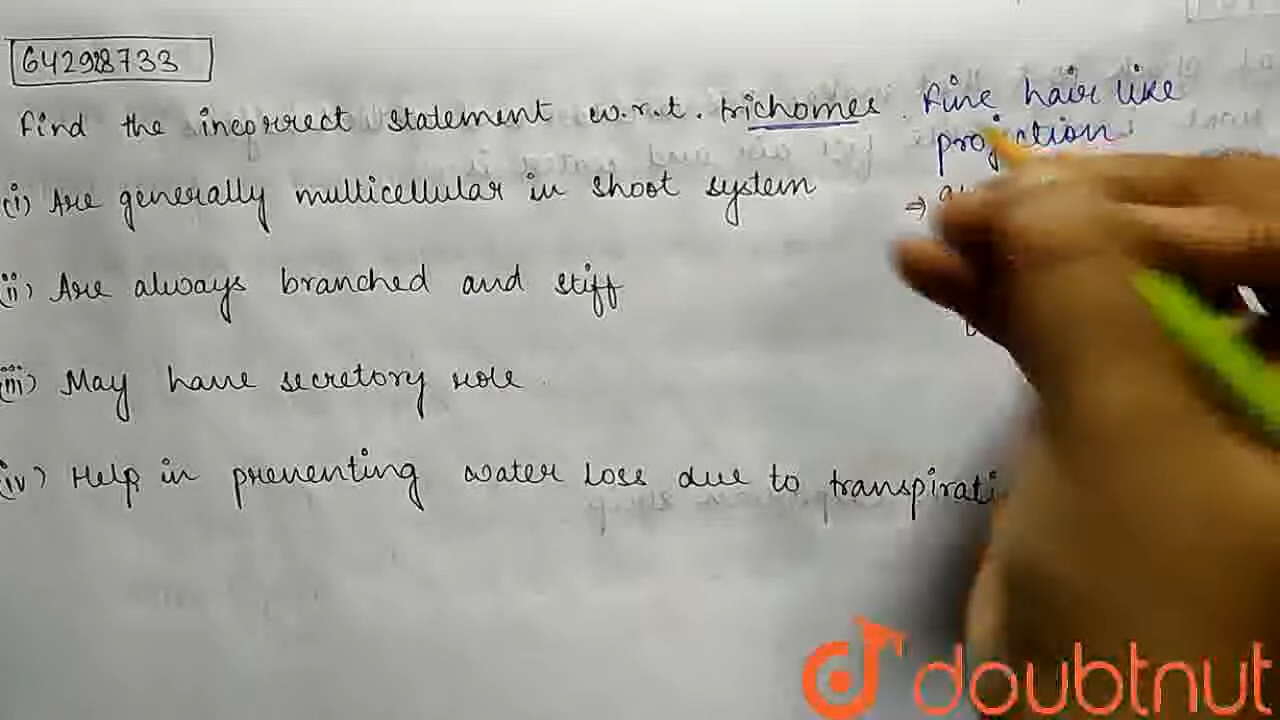 642928733
Find the incorrect statement w.r.t. trichomes. Fine hair like
projection
(i) Are generally multicellular in shoot system
⇒
(ii) Are always branched and stiff
(iii) May have secretory role
(iv) Help in preventing water loss due to transpirati
doubtnut